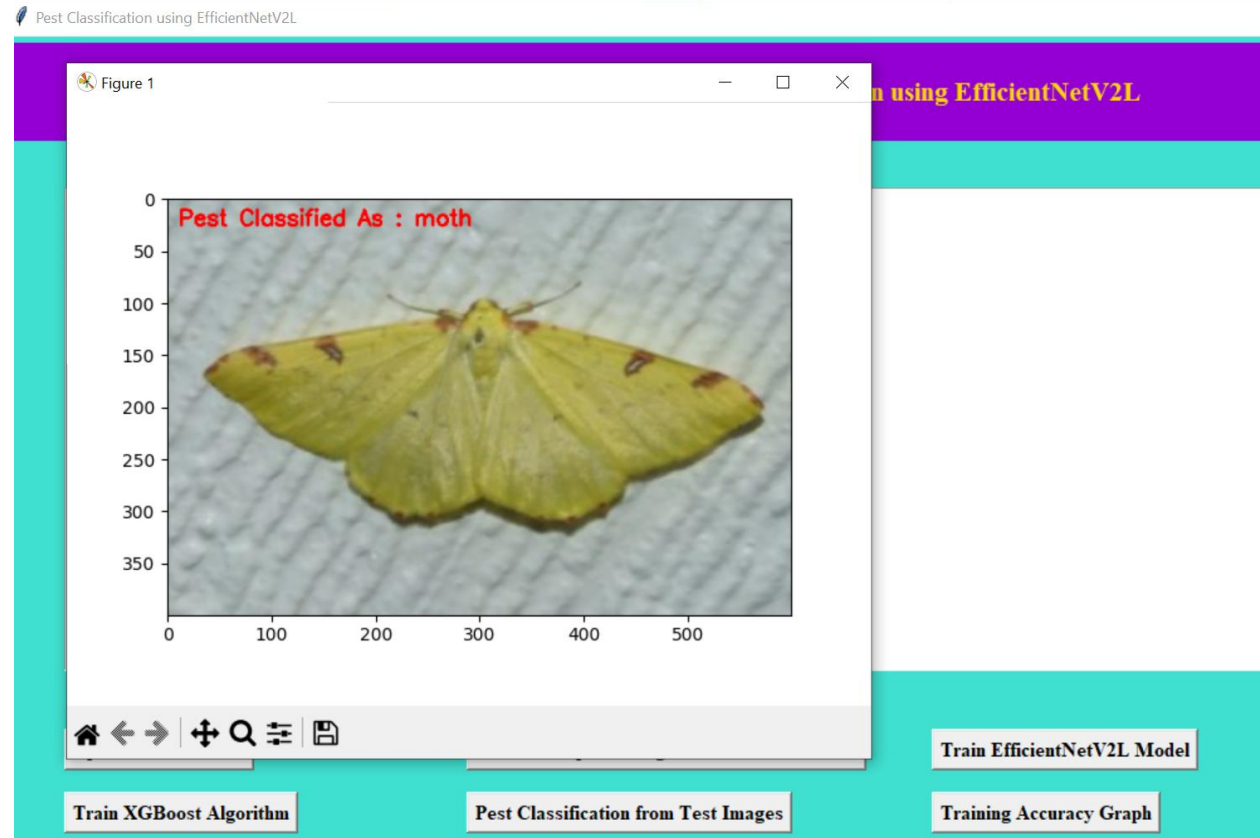 Pest Classification using EfficientNetV2L
Figure 1
n using EfficientNetV2L
Pest Classified As : moth
0
50
100
150
200
250
300
350
0 100 200 300 400 500
Train EfficientNetV2L Model
Train XGBoost Algorithm
Pest Classification from Test Images
Training Accuracy Graph